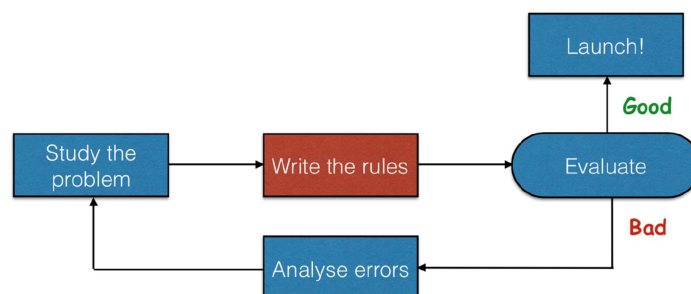 Launch!
Good
Study the
problem
Write the rules
Evaluate
Bad
Analyse errors